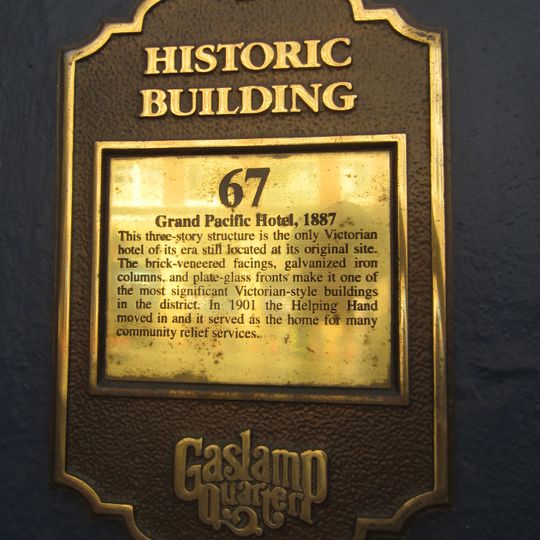 HISTORIC
BUILDING
67
Grand Pacific Hotel, 1887
This three-story structure is the only Victorian
hotel of its era still located at its original site.
The brick-veneered facings, galvanized iron
columns, and plate-glass fronts make it one of
the most significant Victorian-style buildings
in the district. In 1901 the Helping Hand
moved in and it served as the home for many
community relief services.
Gaslamp
Quarter